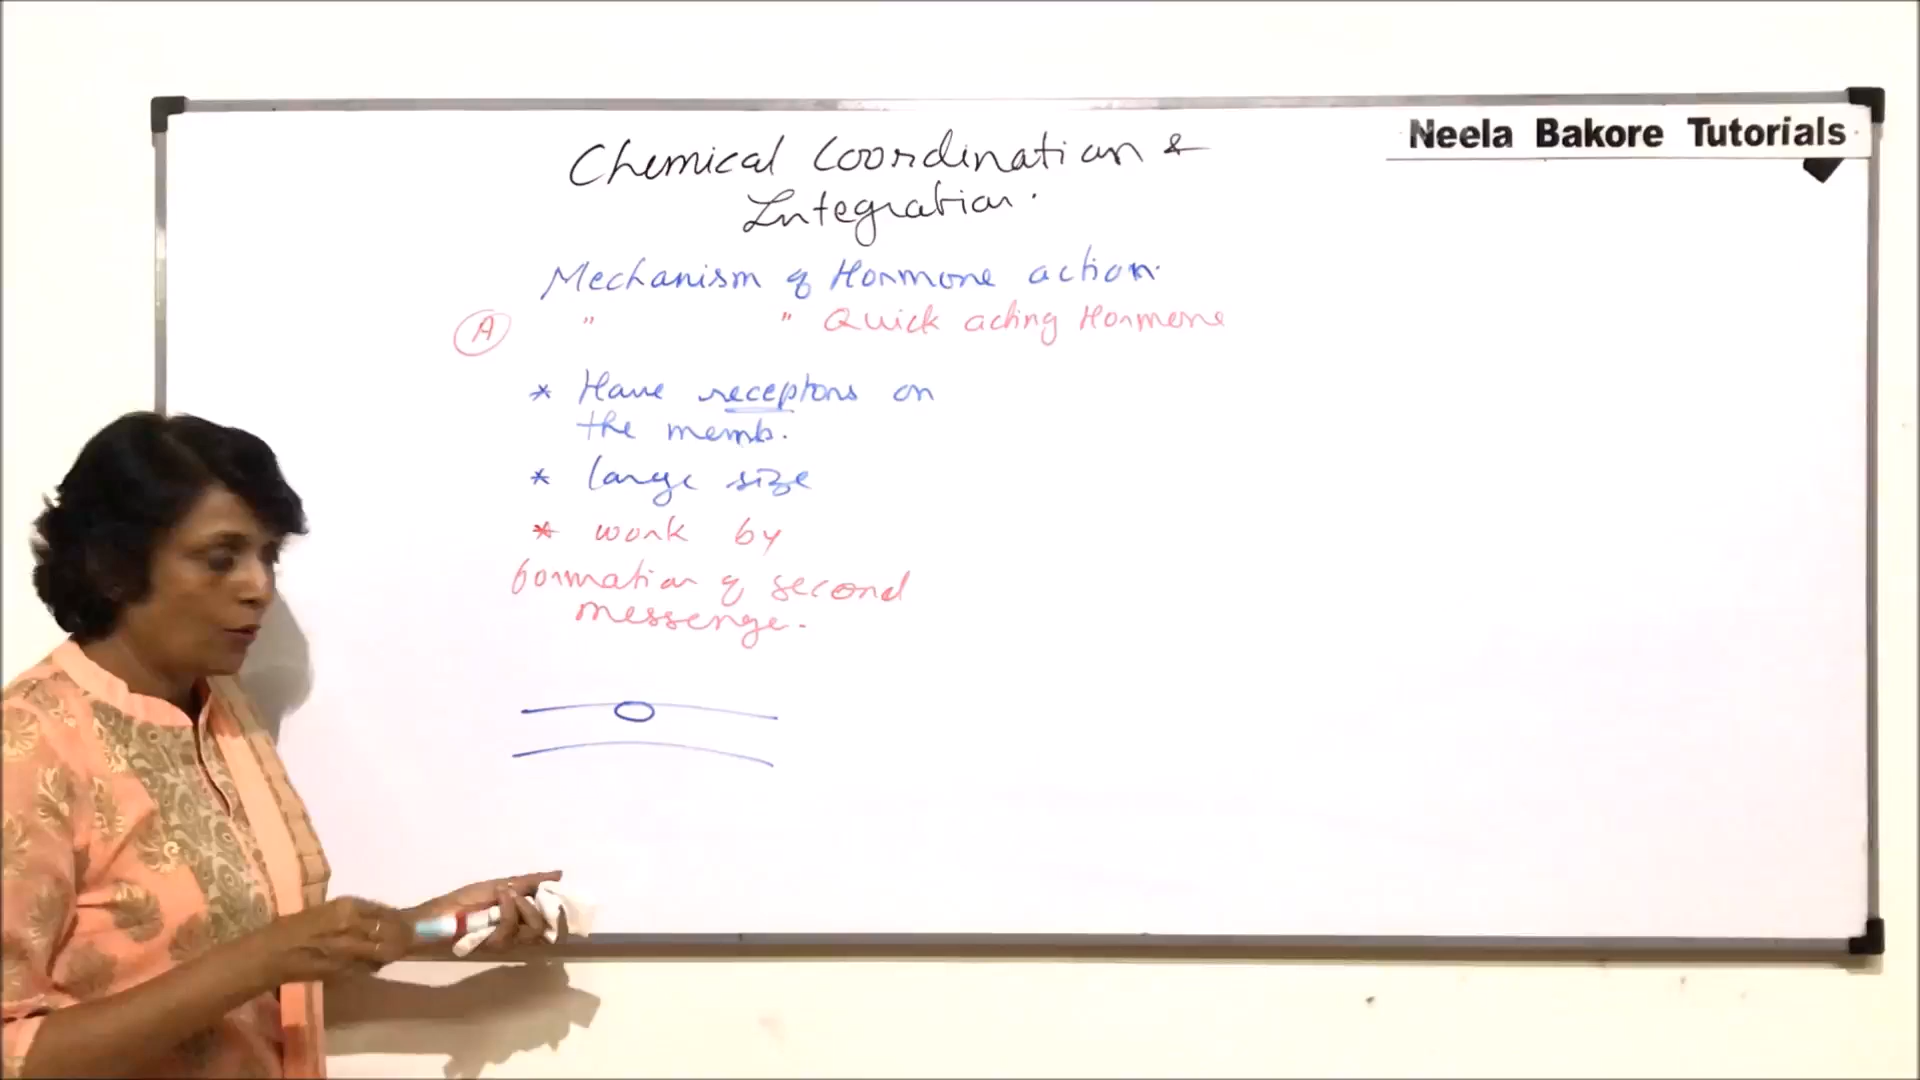 Neela Bakore Tutorials
Chemical Coordination &
Integration.
Mechanism of Hormone action.
A " " Quick acting Hormone
* Have receptors on
the memb.
* large size
* work by
formation of second
messenge.